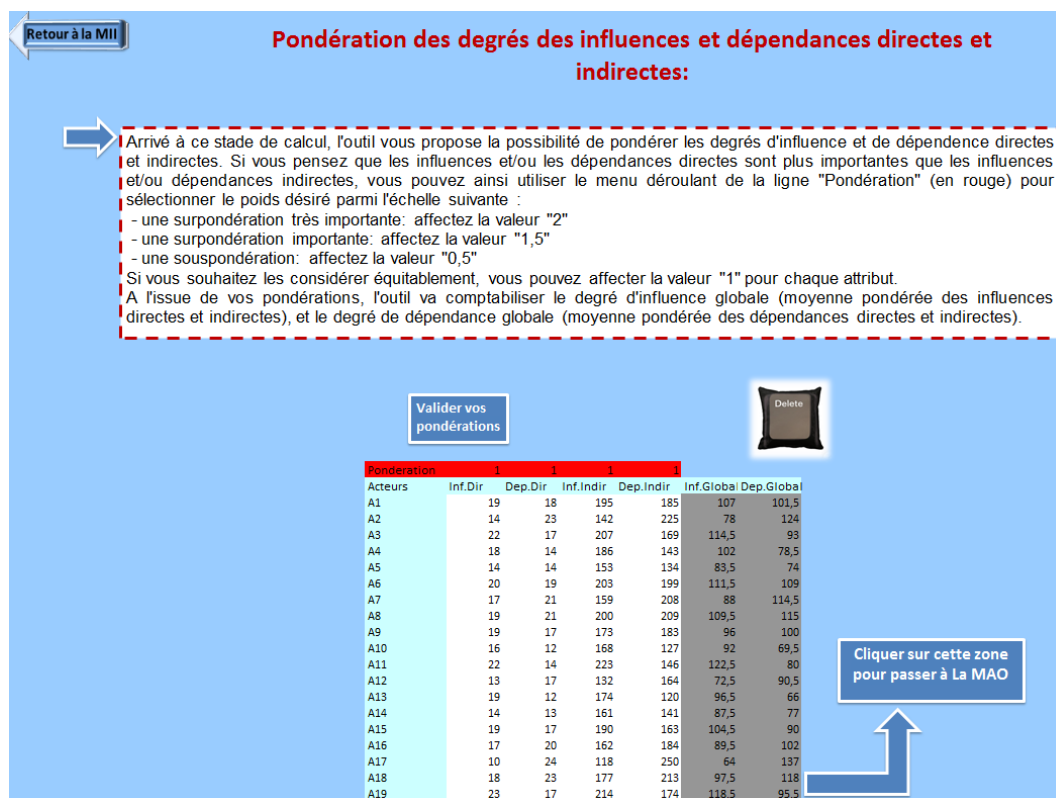 Retour à la MII
Pondération des degrés des influences et dépendances directes et
indirectes:
Arrivé à ce stade de calcul, l'outil vous propose la possibilité de pondérer les degrés d'influence et de dépendence directes
et indirectes. Si vous pensez que les influences et/ou les dépendances directes sont plus importantes que les influences
et/ou dépendances indirectes, vous pouvez ainsi utiliser le menu déroulant de la ligne "Pondération" (en rouge) pour
sélectionner le poids désiré parmi l'échelle suivante :
- une surpondération très importante: affectez la valeur "2"
- une surpondération importante: affectez la valeur "1,5"
- une souspondération: affectez la valeur "0,5"
Si vous souhaitez les considérer équitablement, vous pouvez affecter la valeur "1" pour chaque attribut.
A l'issue de vos pondérations, l'outil va comptabiliser le degré d'influence globale (moyenne pondérée des influences
directes et indirectes), et le degré de dépendance globale (moyenne pondérée des dépendances directes et indirectes).
Valider vos
pondérations
Delete
Ponderation 1 1 1 1
Acteurs Inf.Dir Dep.Dir Inf.Indir Dep.Indir Inf.Global Dep.Global
A1 19 18 195 185 107 101,5
A2 14 23 142 225 78 124
A3 22 17 207 169 114,5 93
A4 18 14 186 143 102 78,5
A5 14 14 153 134 83,5 74
A6 20 19 203 199 111,5 109
A7 17 21 159 208 88 114,5
A8 19 21 200 209 109,5 115
A9 19 17 173 183 96 100
A10 16 12 168 127 92 69,5
A11 22 14 223 146 122,5 80
A12 13 17 132 164 72,5 90,5
A13 19 12 174 120 96,5 66
A14 14 13 161 141 87,5 77
A15 19 17 190 163 104,5 90
A16 17 20 162 184 89,5 102
A17 10 24 118 250 64 137
A18 18 23 177 213 97,5 118
A19 23 17 214 174 118,5 95,5
Cliquer sur cette zone
pour passer à La MAO